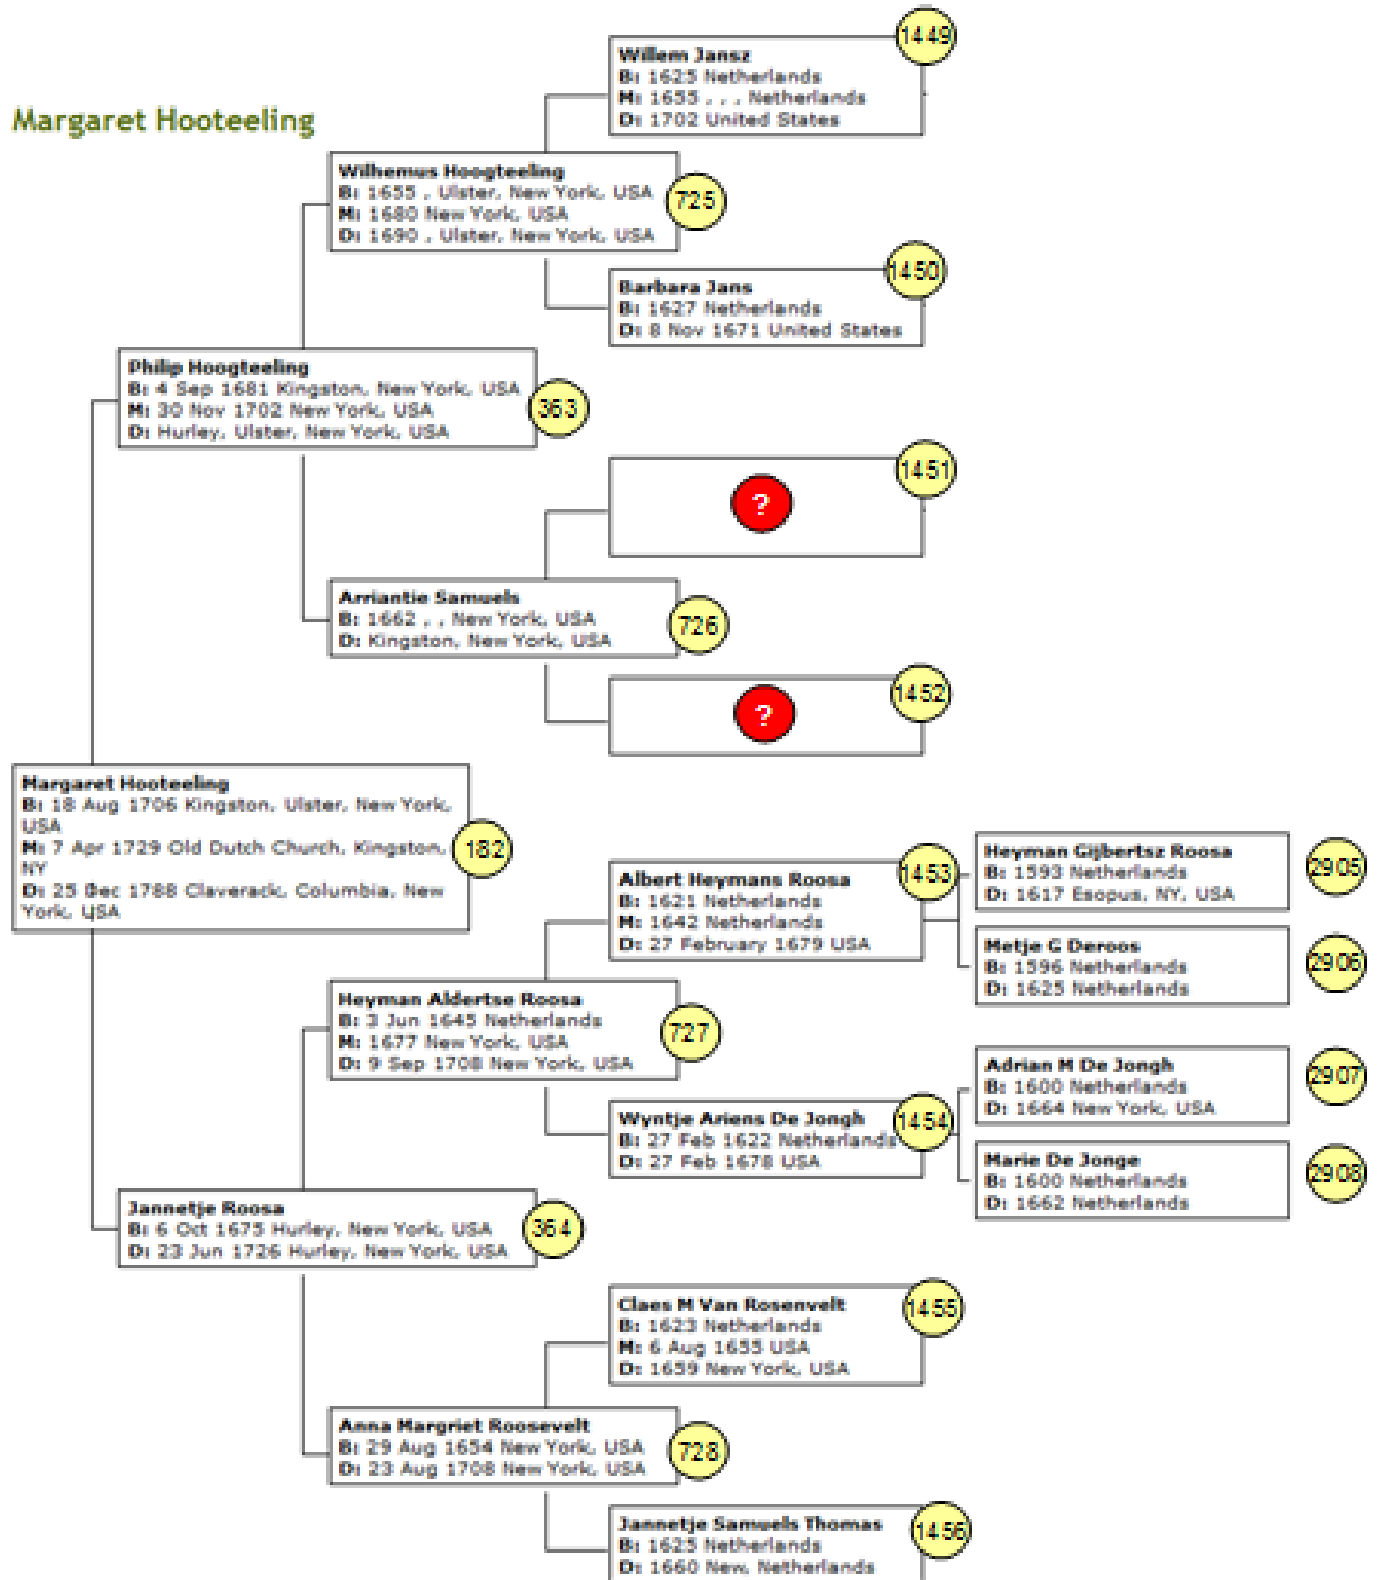 Margaret Hooteeling
Willem Jansz
B: 1625 Netherlands
M: 1655 , , , Netherlands
D: 1702 United States
1449
Wilhemus Hoogteeling
B: 1655 , Ulster, New York, USA
M: 1680 New York, USA
D: 1690 , Ulster, New York, USA
725
Barbara Jans
B: 1627 Netherlands
D: 8 Nov 1671 United States
1450
Philip Hoogteeling
B: 4 Sep 1681 Kingston, New York, USA
M: 30 Nov 1702 New York, USA
D: Hurley, Ulster, New York, USA
363
?
1451
Arriantie Samuels
B: 1662 , , New York, USA
D: Kingston, New York, USA
726
?
1452
Margaret Hooteeling
B: 18 Aug 1706 Kingston, Ulster, New York,
USA
M: 7 Apr 1729 Old Dutch Church, Kingston,
NY
D: 25 Dec 1788 Claverack, Columbia, New
York, USA
182
Albert Heymans Roosa
B: 1621 Netherlands
M: 1642 Netherlands
D: 27 February 1679 USA
1453
Heyman Gijbertsz Roosa
B: 1593 Netherlands
D: 1617 Esopus, NY, USA
2905
Metje G Deroos
B: 1596 Netherlands
D: 1625 Netherlands
2906
Heyman Aldertse Roosa
B: 3 Jun 1645 Netherlands
M: 1677 New York, USA
D: 9 Sep 1708 New York, USA
727
Wyntje Ariens De Jongh
B: 27 Feb 1622 Netherlands
D: 27 Feb 1678 USA
1454
Adrian M De Jongh
B: 1600 Netherlands
D: 1664 New York, USA
2907
Marie De Jonge
B: 1600 Netherlands
D: 1662 Netherlands
2908
Jannetje Roosa
B: 6 Oct 1675 Hurley, New York, USA
D: 23 Jun 1726 Hurley, New York, USA
364
Claes M Van Rosenvelt
B: 1623 Netherlands
M: 6 Aug 1655 USA
D: 1659 New York, USA
1455
Anna Margriet Roosevelt
B: 29 Aug 1654 New York, USA
D: 23 Aug 1708 New York, USA
728
Jannetje Samuels Thomas
B: 1625 Netherlands
D: 1660 New, Netherlands
1456